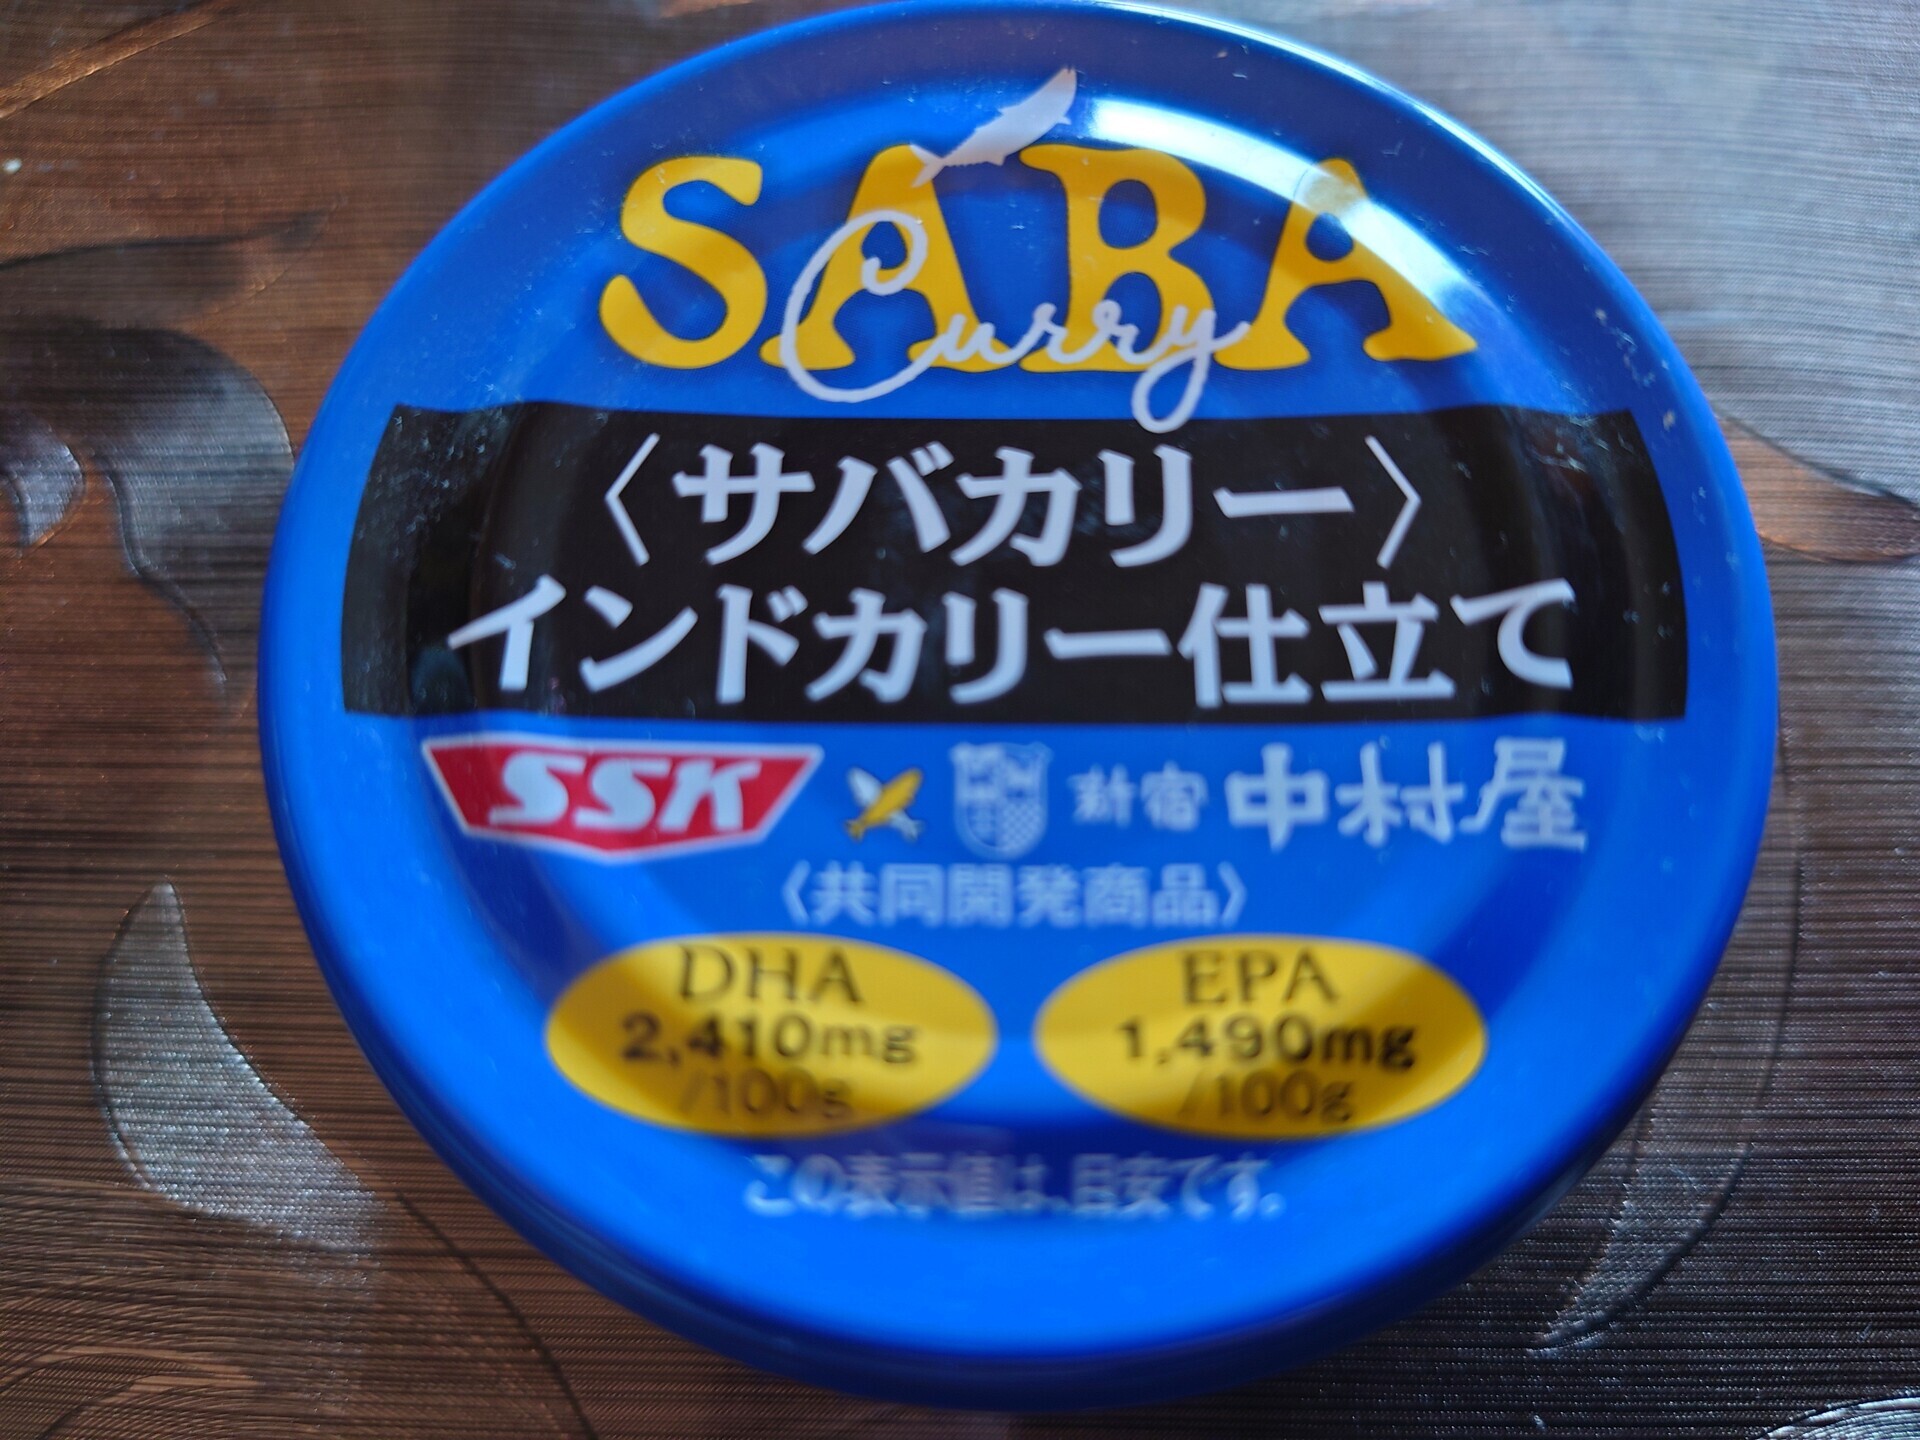 SABA
Curry
〈サバカリー〉
インドカリー仕立て
SSK 新宿 中村屋
〈共同開発商品〉
DHA
2,410mg
/100g
EPA
1,490mg
/100g
この表示値は、目安です。